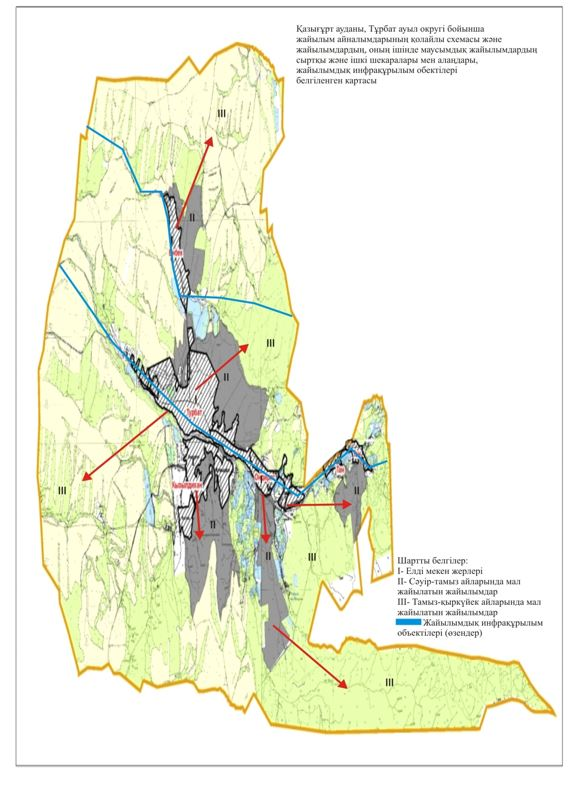 Қазығұрт ауданы, Тұрбат ауыл округі бойынша
жайылым айналымдарының қолайлы схемасы және
жайылымдардың, оның ішінде маусымдық жайылымдардың
сыртқы және ішкі шекаралары мен алаңдары,
жайылымдық инфрақұрылым обектілері
белгіленген картасы
III
II
III
II
I
Тұрбат
III
Қызылдихан
II
II
II
III
Шартты белгілер:
I- Елді мекен жерлері
II- Сәуір-тамыз айларында мал
жайылатын жайылымдар
III- Тамыз-қыркүйек айларында мал
жайылатын жайылымдар
Жайылымдық инфрақұрылым
объектілері (өзендер)
III